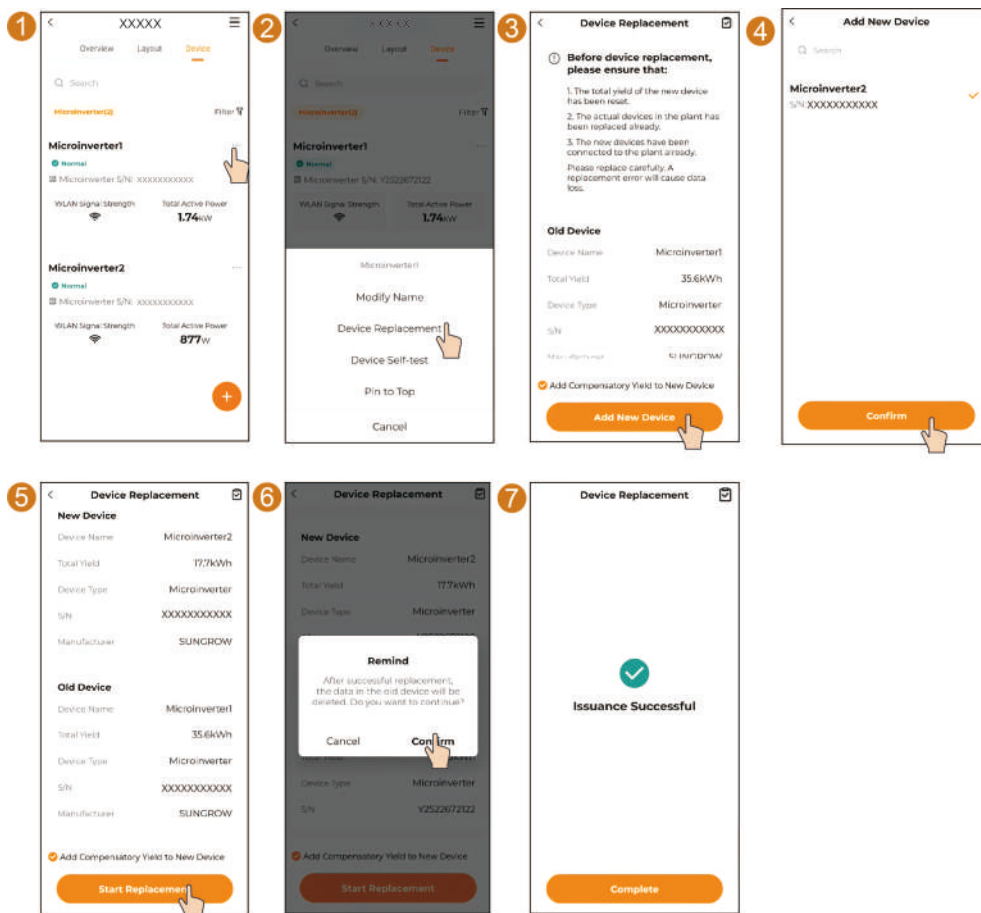 1
XXXXX
Overview Layout Device
Search
Microinverter(2) Filter
Microinverter1
Normal
Microinverter S/N: XXXXXXXXXXX
WLAN Signal Strength Total Active Power
1.74kW
Microinverter2
Normal
Microinverter S/N: XXXXXXXXXXX
WLAN Signal Strength Total Active Power
877W
+
2
XXXXX
Overview Layout Device
Search
Microinverter(2) Filter
Microinverter1
Normal
Microinverter S/N: Y2522672122
WLAN Signal Strength Total Active Power
1.74kW
Microinverter1
Modify Name
Device Replacement
Device Self-test
Pin to Top
Cancel
3
Device Replacement
Before device replacement,
please ensure that:
1. The total yield of the new device
has been reset.
2. The actual devices in the plant has
been replaced already.
3. The new devices have been
connected to the plant already.
Please replace carefully. A
replacement error will cause data
loss.
Old Device
Device Name Microinverter1
Total Yield 35.6kWh
Device Type Microinverter
S/N XXXXXXXXXXX
Manufacturer SUNGROW
Add Compensatory Yield to New Device
Add New Device
4
Add New Device
Search
Microinverter2
S/N:XXXXXXXXXXX
Confirm
5
Device Replacement
New Device
Device Name Microinverter2
Total Yield 17.7kWh
Device Type Microinverter
S/N XXXXXXXXXXX
Manufacturer SUNGROW
Old Device
Device Name Microinverter1
Total Yield 35.6kWh
Device Type Microinverter
S/N XXXXXXXXXXX
Manufacturer SUNGROW
Add Compensatory Yield to New Device
Start Replacement
6
Device Replacement
New Device
Device Name Microinverter2
Total Yield 17.7kWh
Device Type Microinverter
Remind
After successful replacement,
the data in the old device will be
deleted. Do you want to continue?
Cancel Confirm
Device Type Microinverter
S/N Y2522672122
Add Compensatory Yield to New Device
Start Replacement
7
Device Replacement
Issuance Successful
Complete